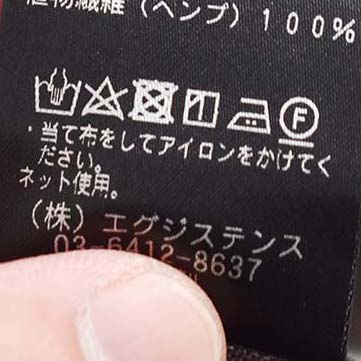 植物繊維（ヘンプ）100%
F
・当て布をしてアイロンをかけてく
ださい。
ネット使用。
（株）エグジステンス
03-6412-8637